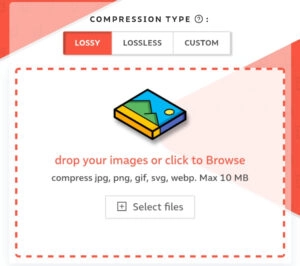 COMPRESSION TYPE ? :
LOSSY LOSSLESS CUSTOM
drop your images or click to Browse
compress jpg, png, gif, svg, webp. Max 10 MB
Select files